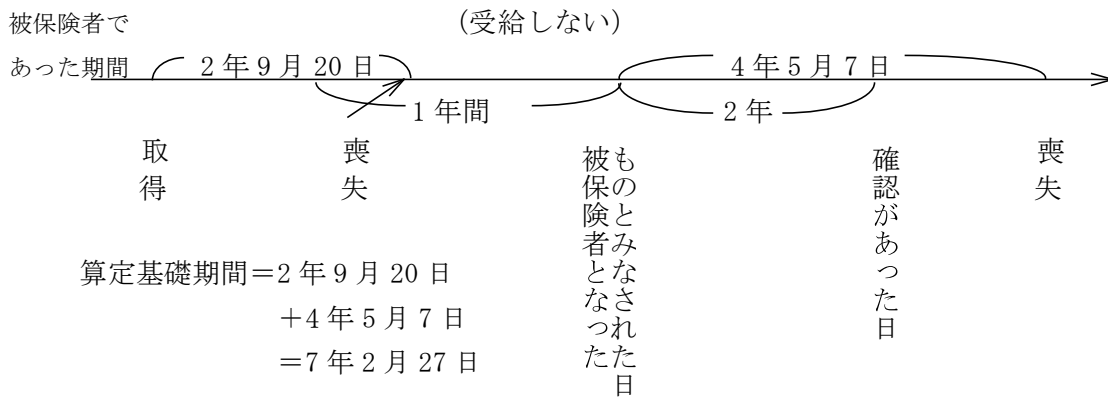 被保険者で
あった期間
(受給しない)
2年9月20日
4年5月7日
1年間
2年
取得
喪失
被保険者となった
ものとみなされた日
確認があった日
喪失
算定基礎期間=2年9月20日
+4年5月7日
=7年2月27日